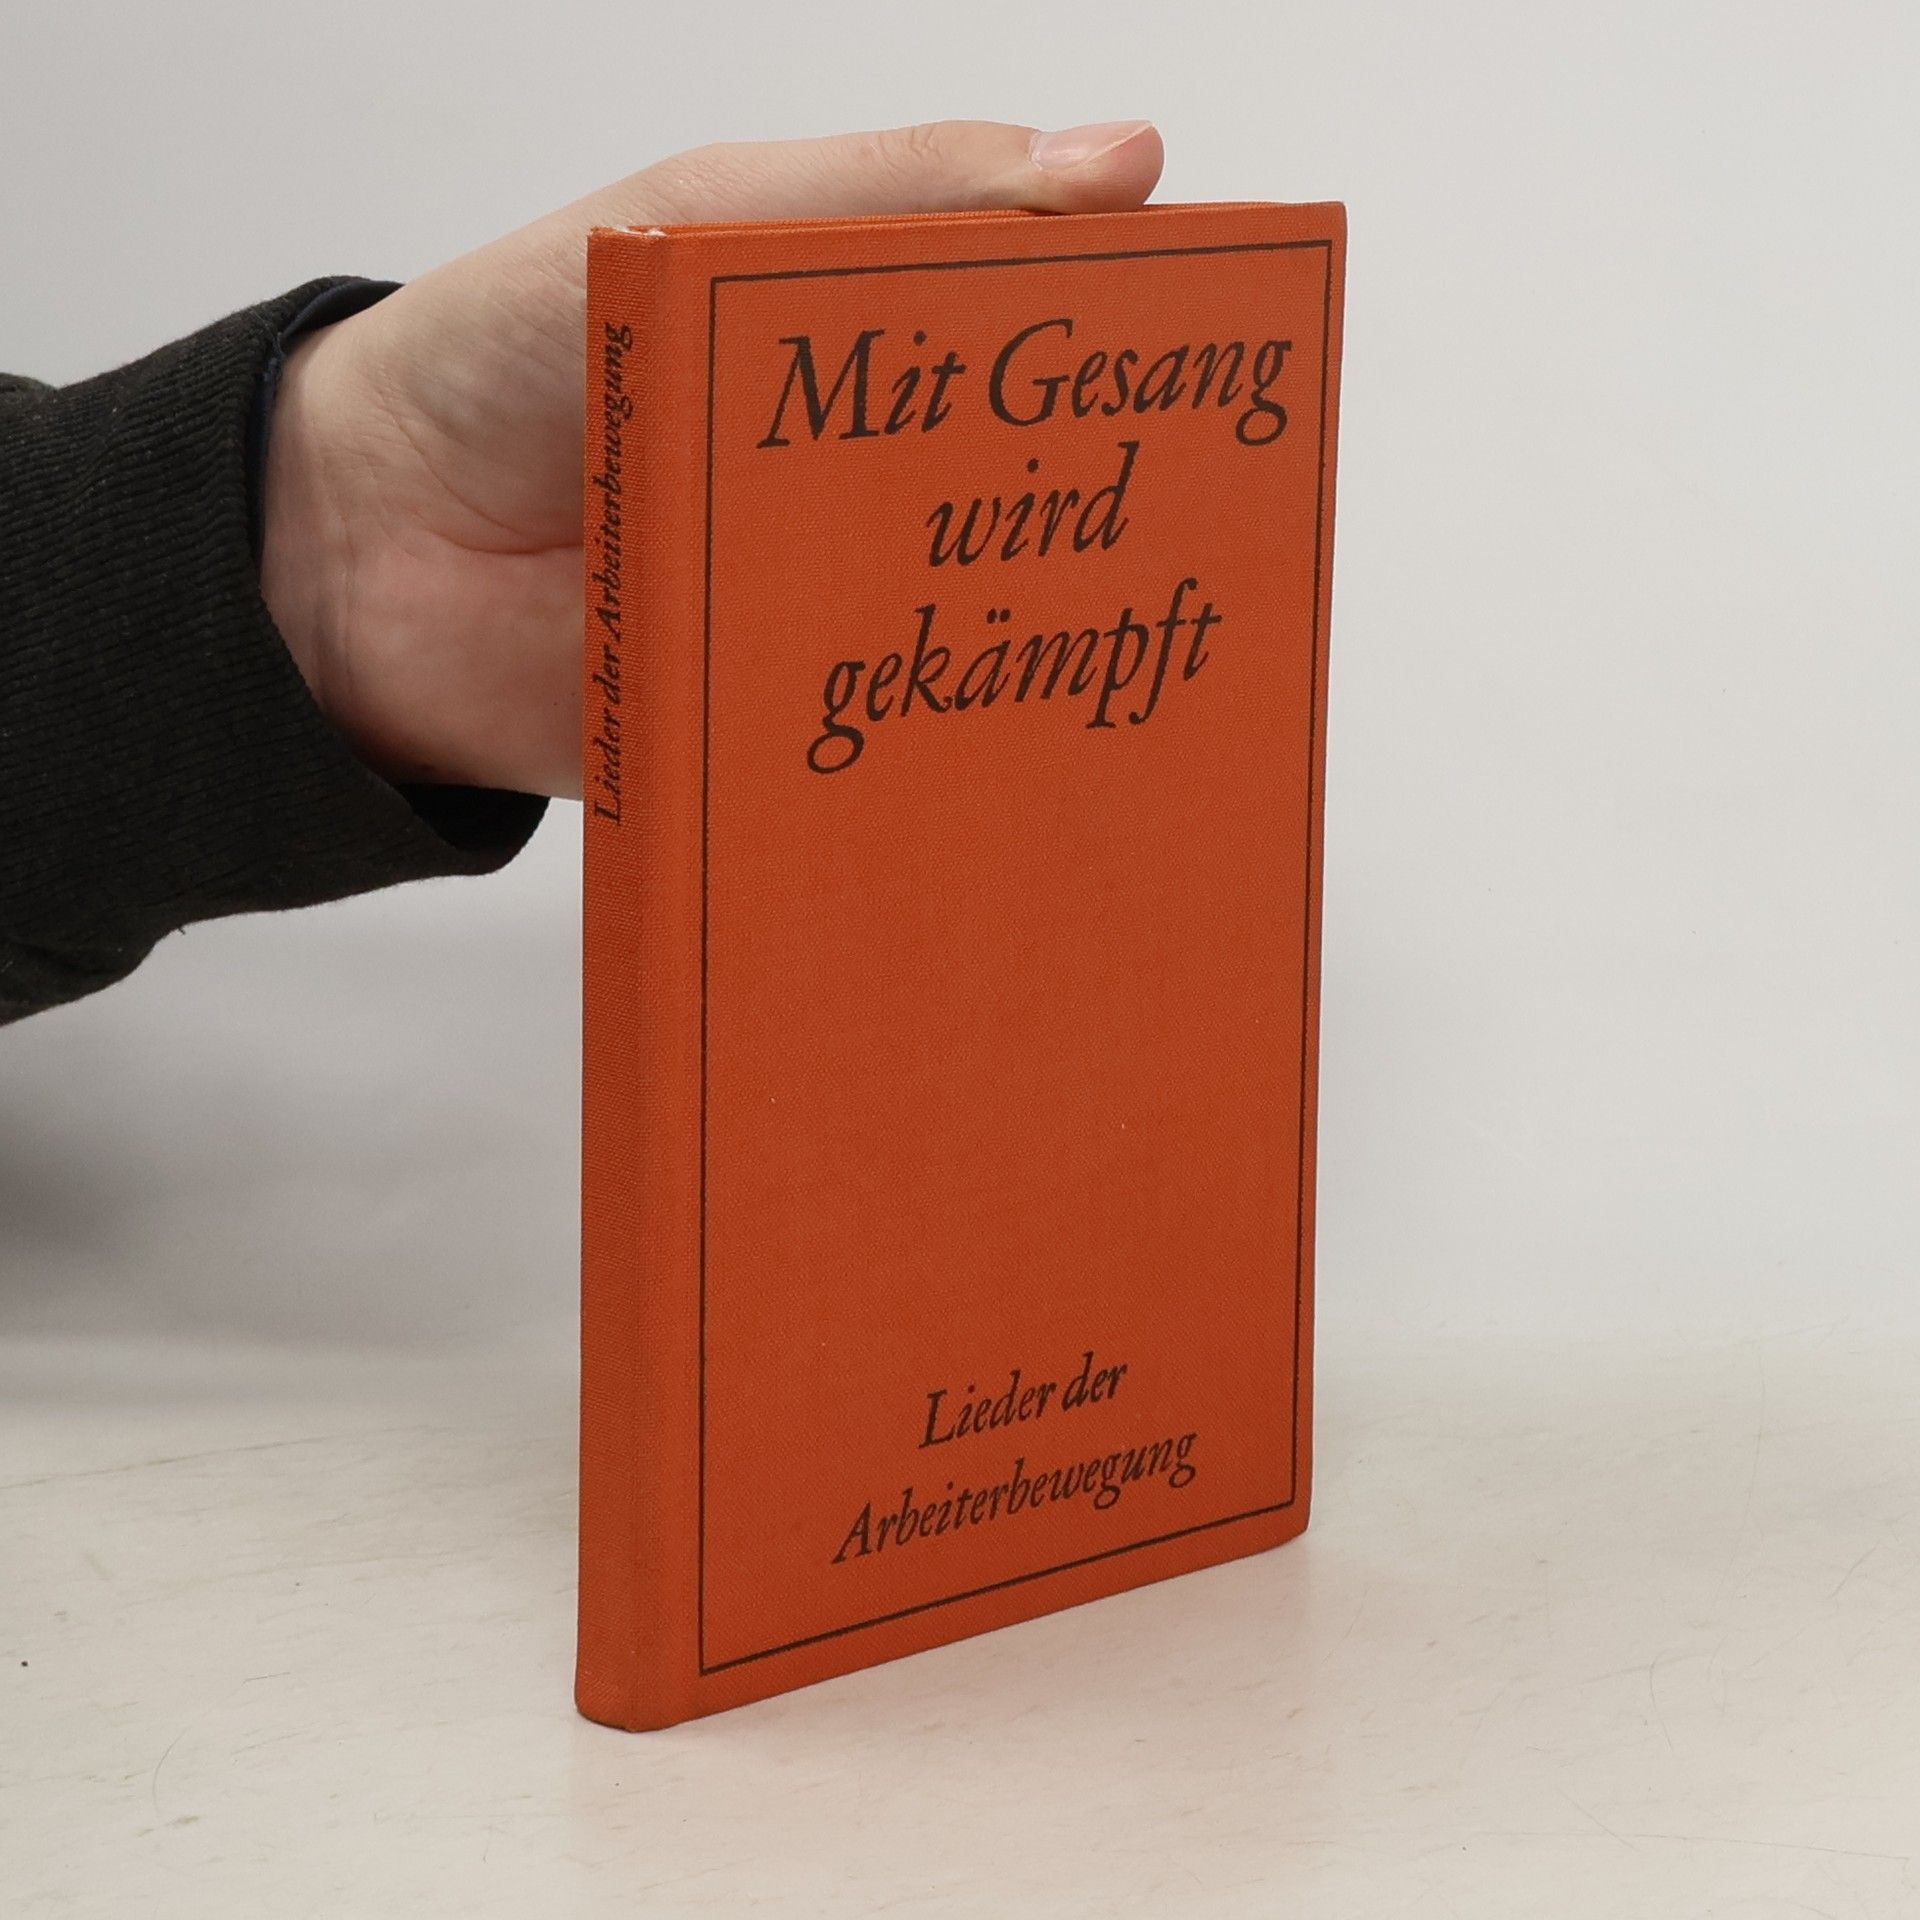 Lieder der Arbeiterbewegung
Mit Gesang
wird
gekämpft
Lieder der
Arbeiterbewegung